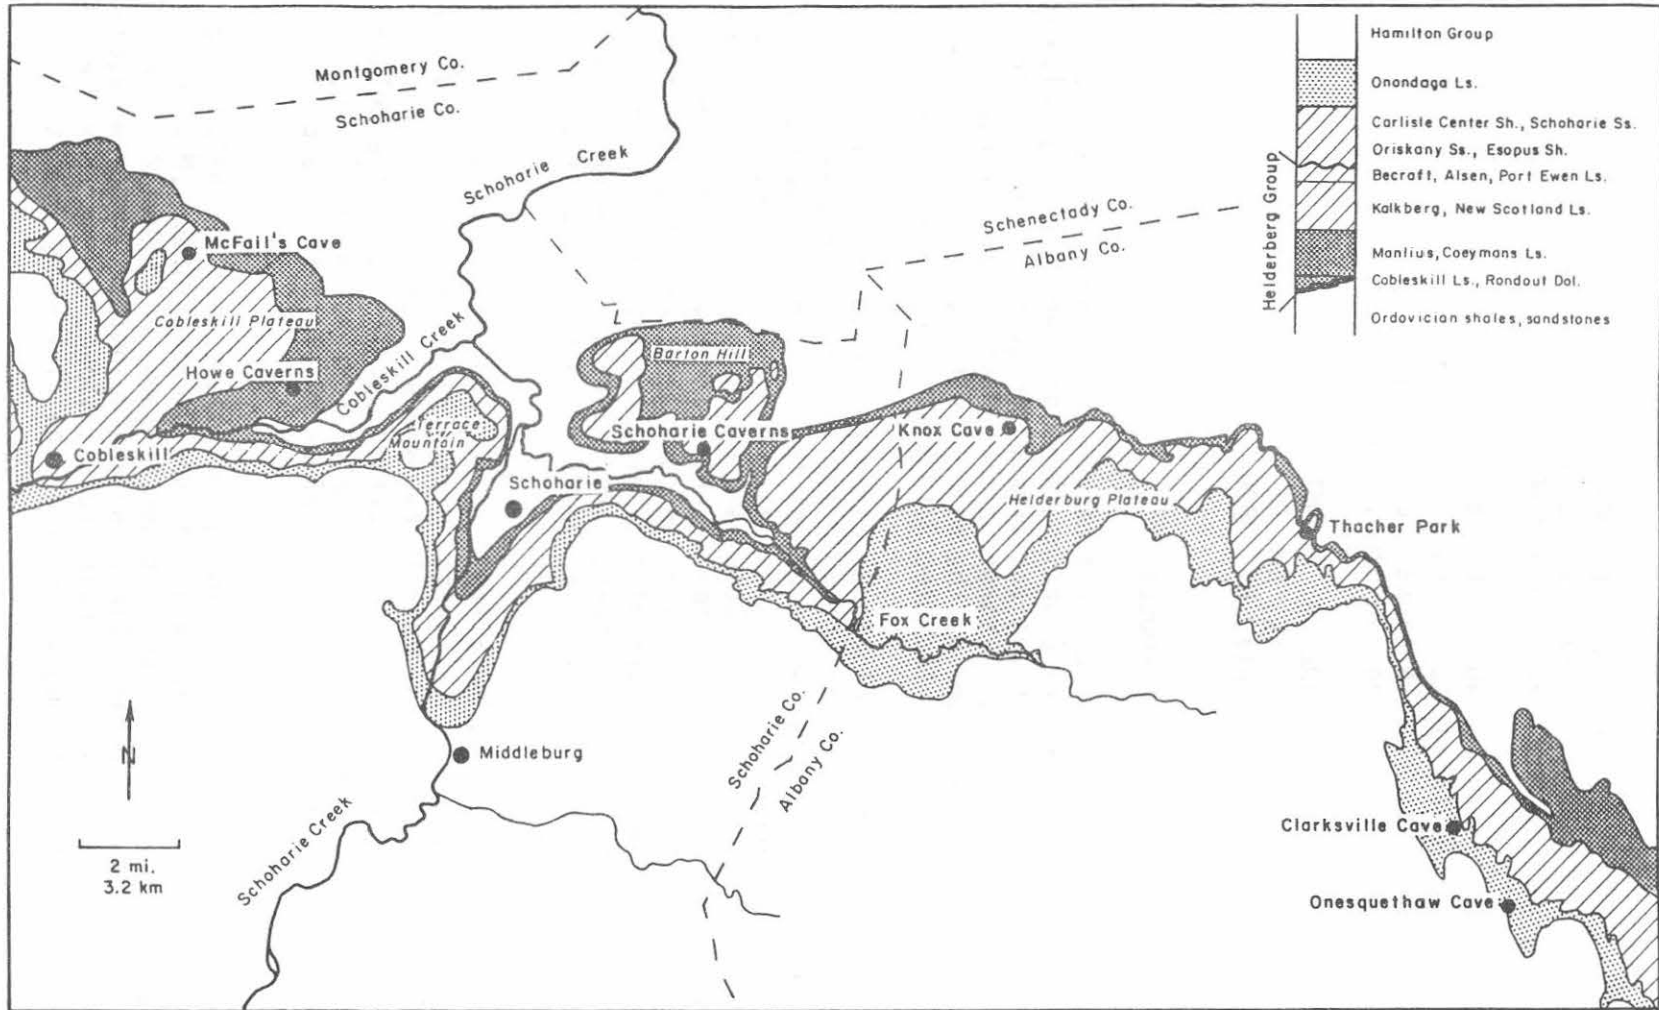 Montgomery Co.
Schoharie Co.
Schoharie Creek
Schenectady Co.
Albany Co.
McFail's Cave
Cobleskill Plateau
Howe Caverns
Cobleskill Creek
Barton Hill
Terrace
Mountain
Cobleskill
Schoharie Caverns
Knox Cave
Schoharie
Helderburg Plateau
Thacher Park
Fox Creek
Schoharie Co.
Albany Co.
N
Middleburg
Schoharie Creek
2 mi.
3.2 km
Clarksville Cave
Onesquethaw Cave
Helderberg Group
Hamilton Group
Onondaga Ls.
Carlisle Center Sh., Schoharie Ss.
Oriskany Ss., Esopus Sh.
Becraft, Alsen, Port Ewen Ls.
Kalkberg, New Scotland Ls.
Manlius, Coeymans Ls.
Cobleskill Ls., Rondout Dol.
Ordovician shales, sandstones